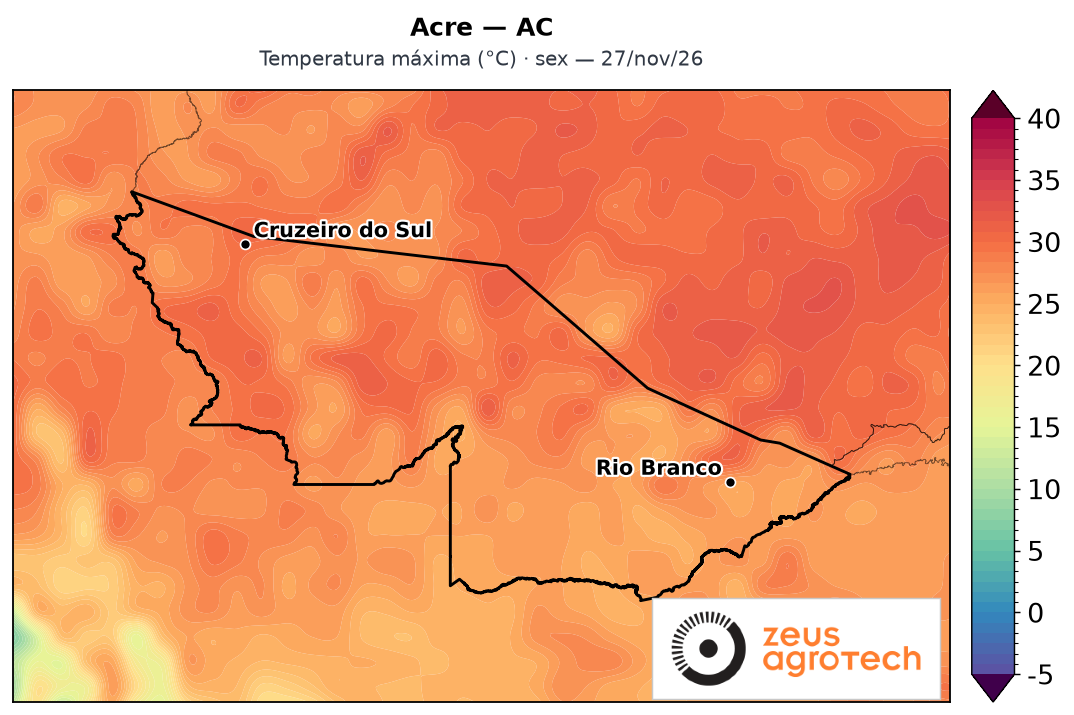 Acre — AC
Temperatura máxima (°C) · sex — 27/nov/26
Cruzeiro do Sul
Rio Branco
zeus
agrotech
40
35
30
25
20
15
10
5
0
-5